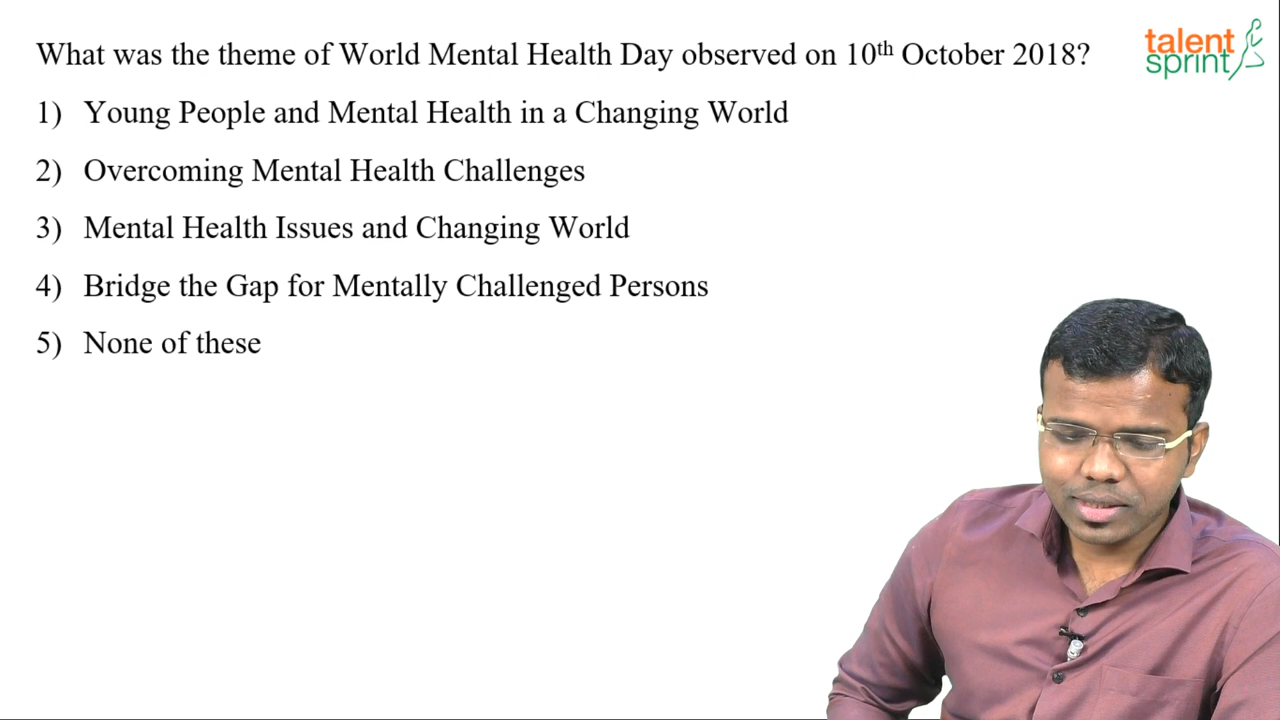 What was the theme of World Mental Health Day observed on 10th October 2018?
talent
sprint
1) Young People and Mental Health in a Changing World
2) Overcoming Mental Health Challenges
3) Mental Health Issues and Changing World
4) Bridge the Gap for Mentally Challenged Persons
5) None of these